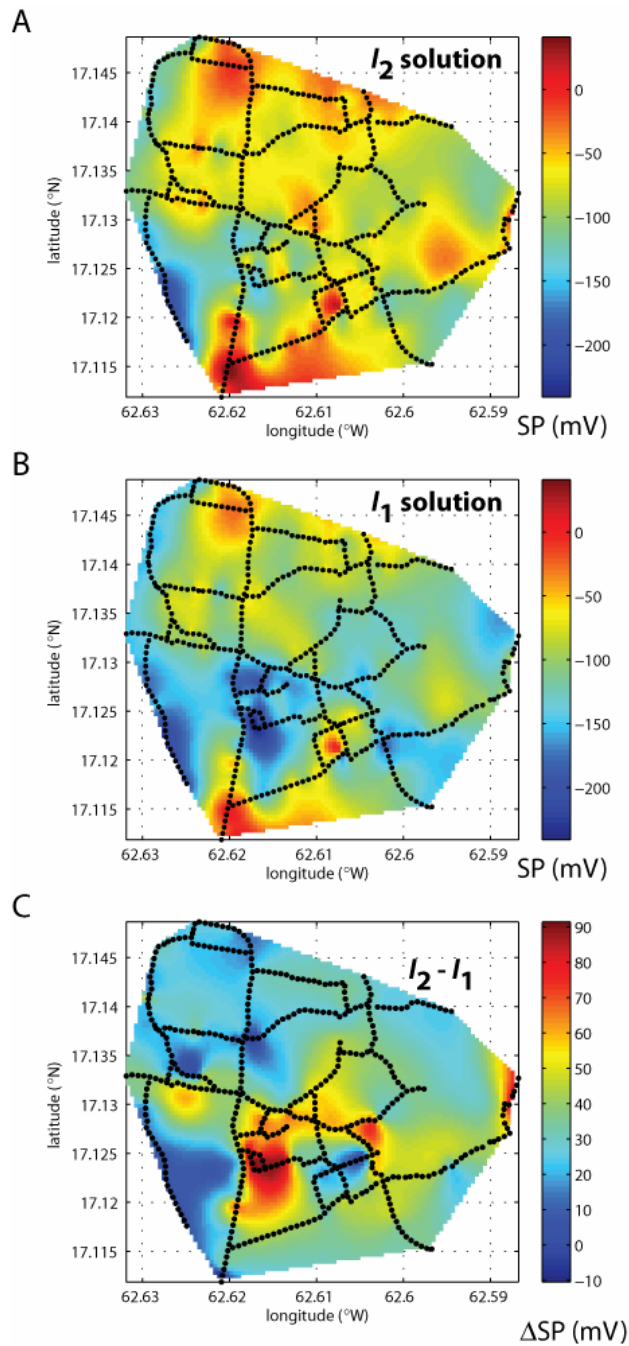 A
l2 solution
17.145
17.14
17.135
17.13
17.125
17.12
17.115
latitude (°N)
62.63 62.62 62.61 62.6 62.59
longitude (°W)
0
−50
−100
−150
−200
SP (mV)
B
l1 solution
17.145
17.14
17.135
17.13
17.125
17.12
17.115
latitude (°N)
62.63 62.62 62.61 62.6 62.59
longitude (°W)
0
−50
−100
−150
−200
SP (mV)
C
l2 - l1
17.145
17.14
17.135
17.13
17.125
17.12
17.115
latitude (°N)
62.63 62.62 62.61 62.6 62.59
longitude (°W)
90
80
70
60
50
40
30
20
10
0
−10
ΔSP (mV)